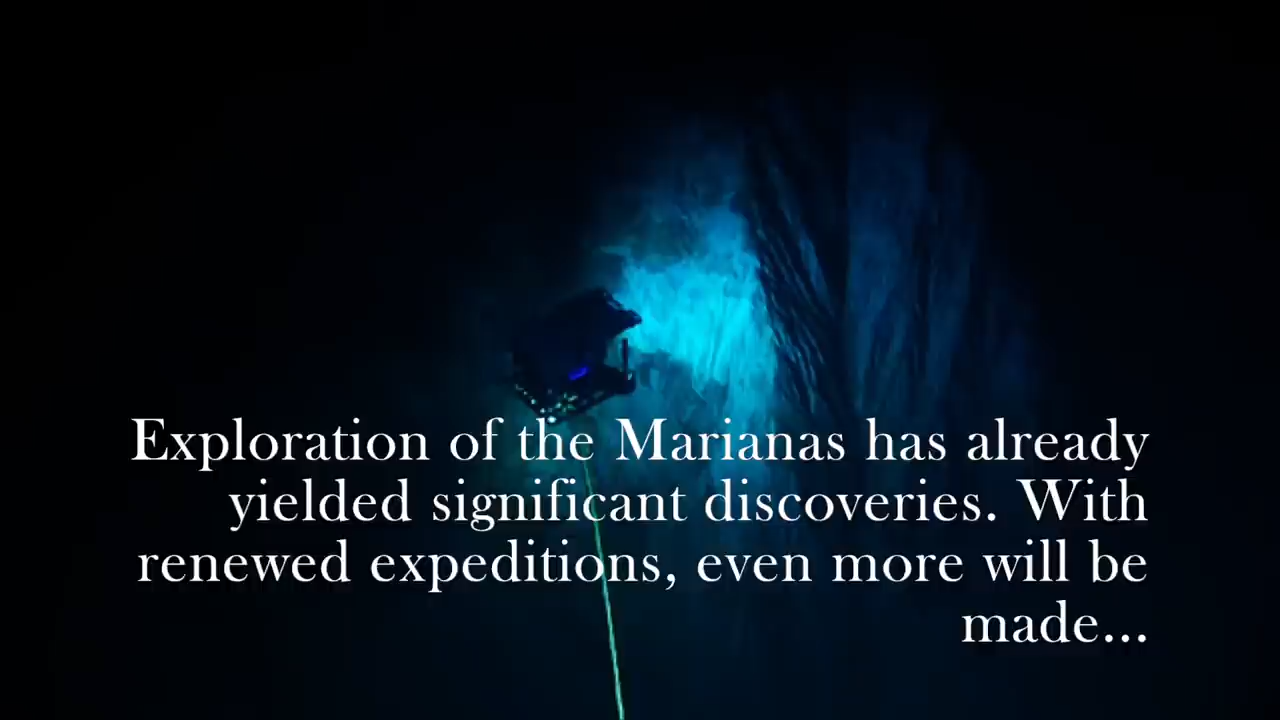 Exploration of the Marianas has already
yielded significant discoveries. With
renewed expeditions, even more will be
made...